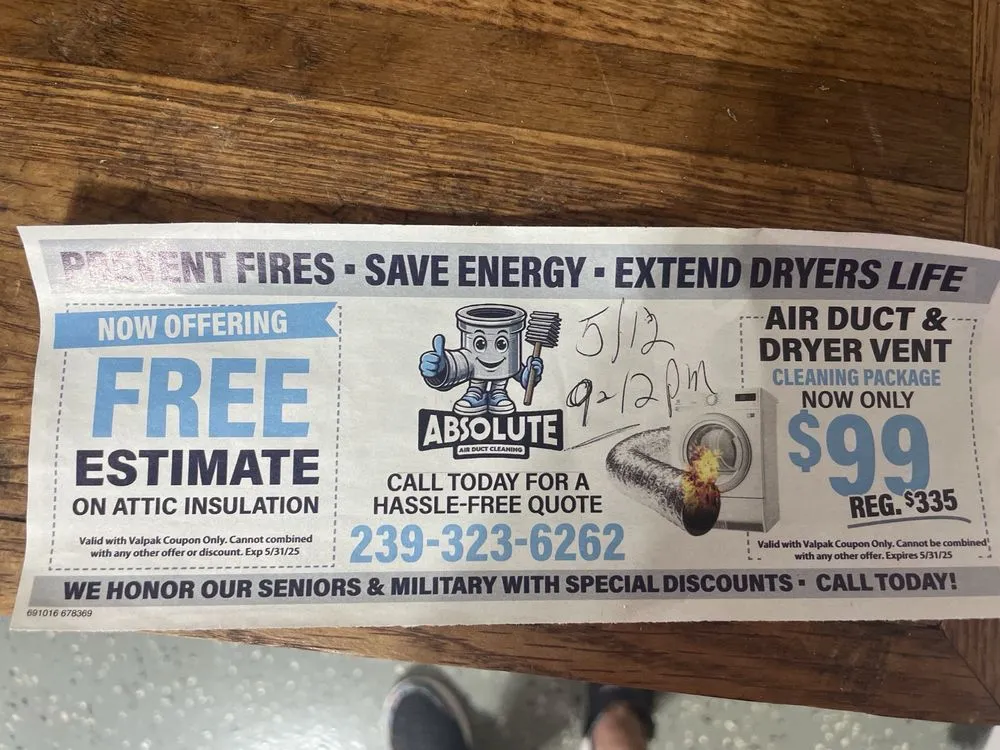 PREVENT FIRES ▪ SAVE ENERGY ▪ EXTEND DRYERS LIFE
NOW OFFERING
FREE
ESTIMATE
ON ATTIC INSULATION
Valid with Valpak Coupon Only. Cannot combined
with any other offer or discount. Exp 5/31/25
ABSOLUTE
AIR DUCT CLEANING
5/12
9-12pm
CALL TODAY FOR A
HASSLE-FREE QUOTE
239-323-6262
AIR DUCT &
DRYER VENT
CLEANING PACKAGE
NOW ONLY
$99
REG. $335
Valid with Valpak Coupon Only. Cannot be combined
with any other offer. Expires 5/31/25
WE HONOR OUR SENIORS & MILITARY WITH SPECIAL DISCOUNTS ▪ CALL TODAY!
691016 678369